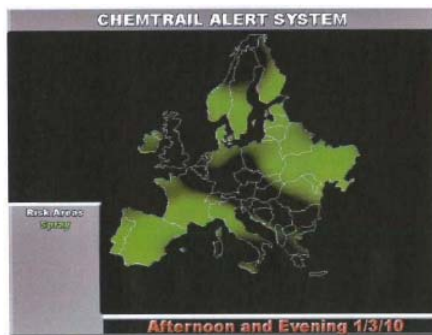 CHEMTRAIL ALERT SYSTEM
Risk Areas
Spray
Afternoon and Evening 1/3/10